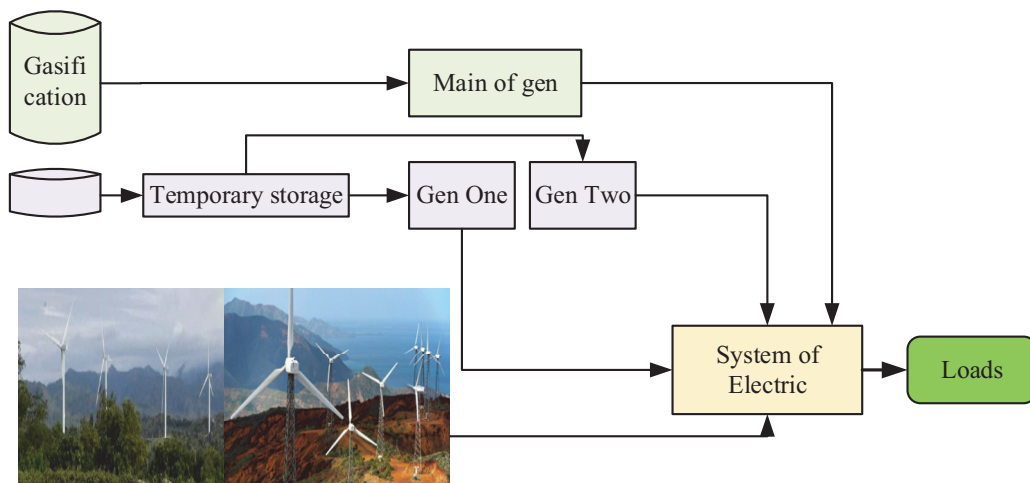 Gasifi
cation
Main of gen
Temporary storage
Gen One
Gen Two
System of
Electric
Loads